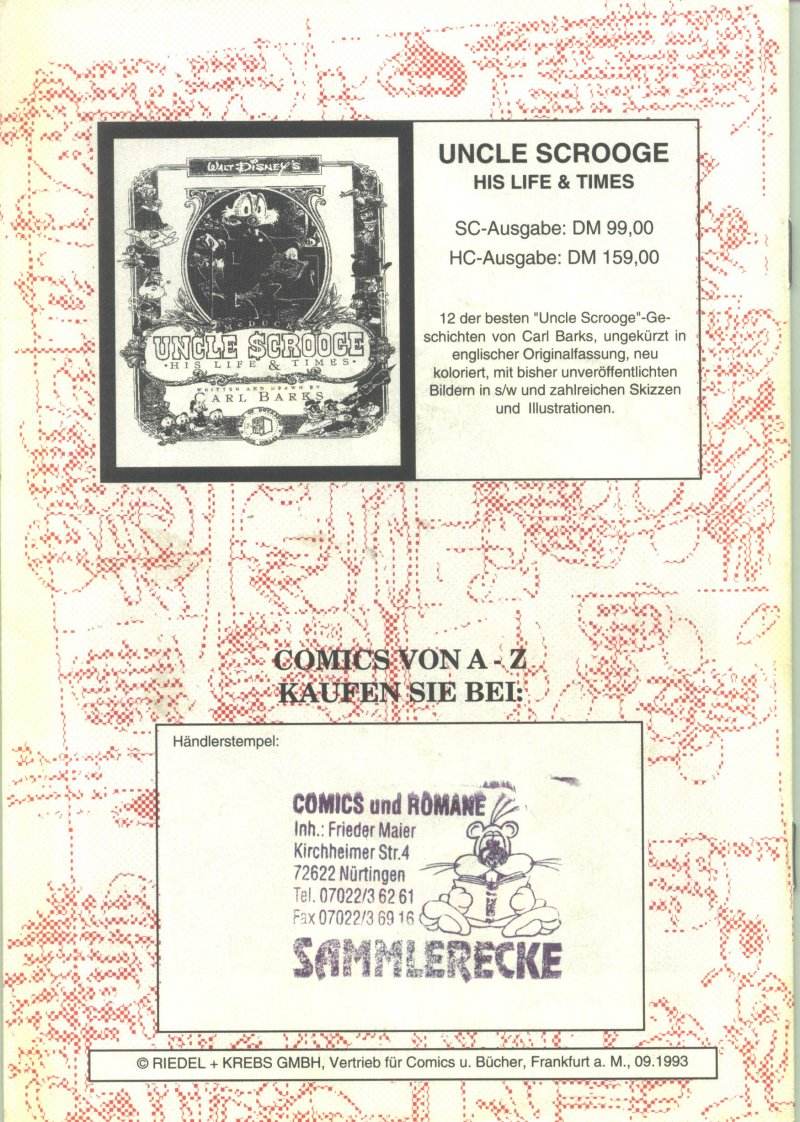 WALT DISNEY'S
UNCLE $CROOGE
•HIS LIFE & TIMES•
WRITTEN AND DRAWN BY
CARL BARKS
UNCLE SCROOGE
HIS LIFE & TIMES
SC-Ausgabe: DM 99,00
HC-Ausgabe: DM 159,00
12 der besten "Uncle Scrooge"-Ge-
schichten von Carl Barks, ungekürzt in
englischer Originalfassung, neu
koloriert, mit bisher unveröffentlichten
Bildern in s/w und zahlreichen Skizzen
und Illustrationen.
COMICS VON A - Z
KAUFEN SIE BEI:
Händlerstempel:
COMICS und ROMANE
Inh.: Frieder Maier
Kirchheimer Str.4
72622 Nürtingen
Tel. 07022/3 62 61
Fax 07022/3 69 16
SAMMLERECKE
© RIEDEL + KREBS GMBH, Vertrieb für Comics u. Bücher, Frankfurt a. M., 09.1993